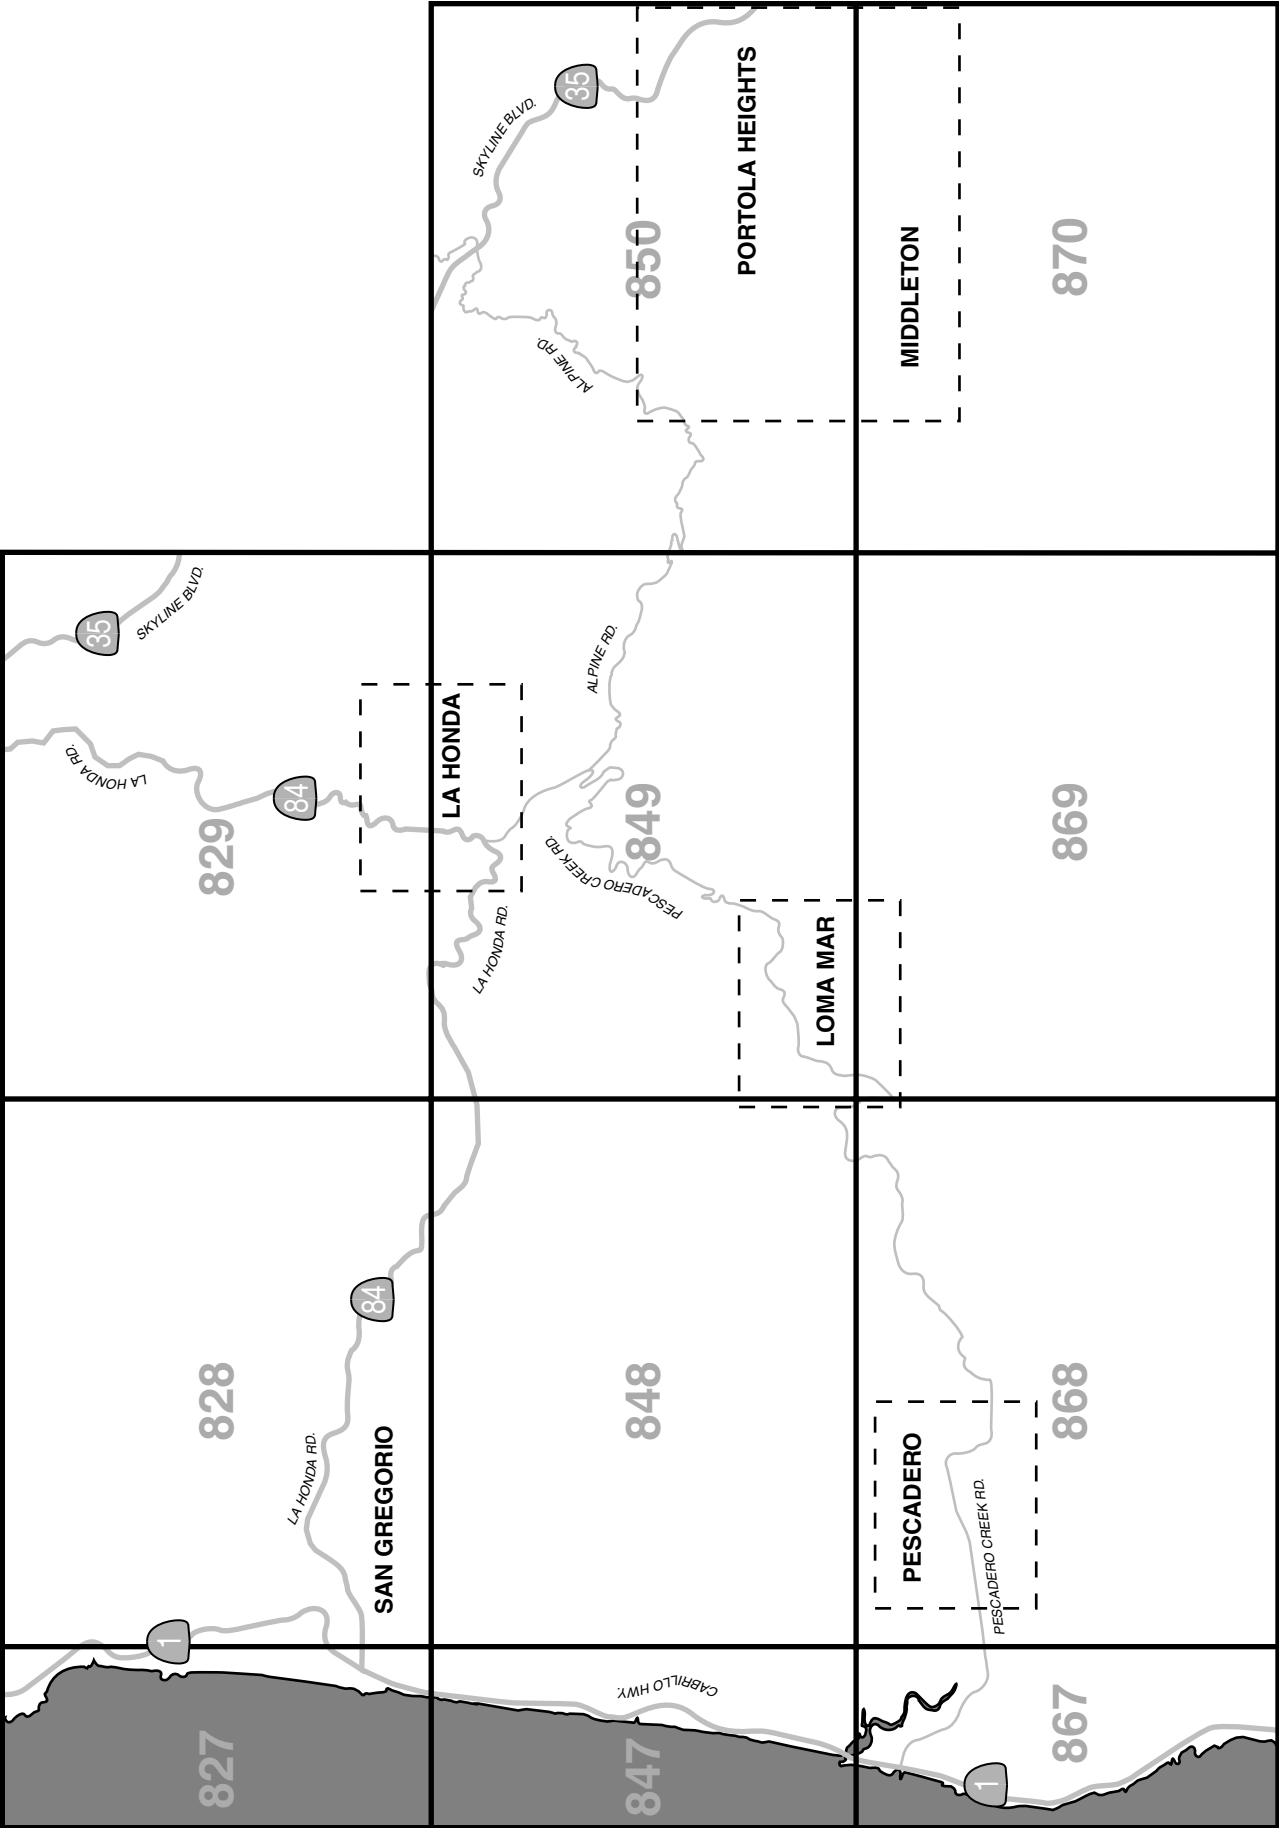 827
828
829
1
LA HONDA RD.
84
SAN GREGORIO
84
LA HONDA RD.
35
SKYLINE BLVD.
847
848
849
850
CABRILLO HWY.
LA HONDA RD.
LA HONDA
PESCADERO CREEK RD.
ALPINE RD.
LOMA MAR
ALPINE RD.
SKYLINE BLVD.
35
PORTOLA HEIGHTS
867
868
869
870
1
PESCADERO
PESCADERO CREEK RD.
MIDDLETON